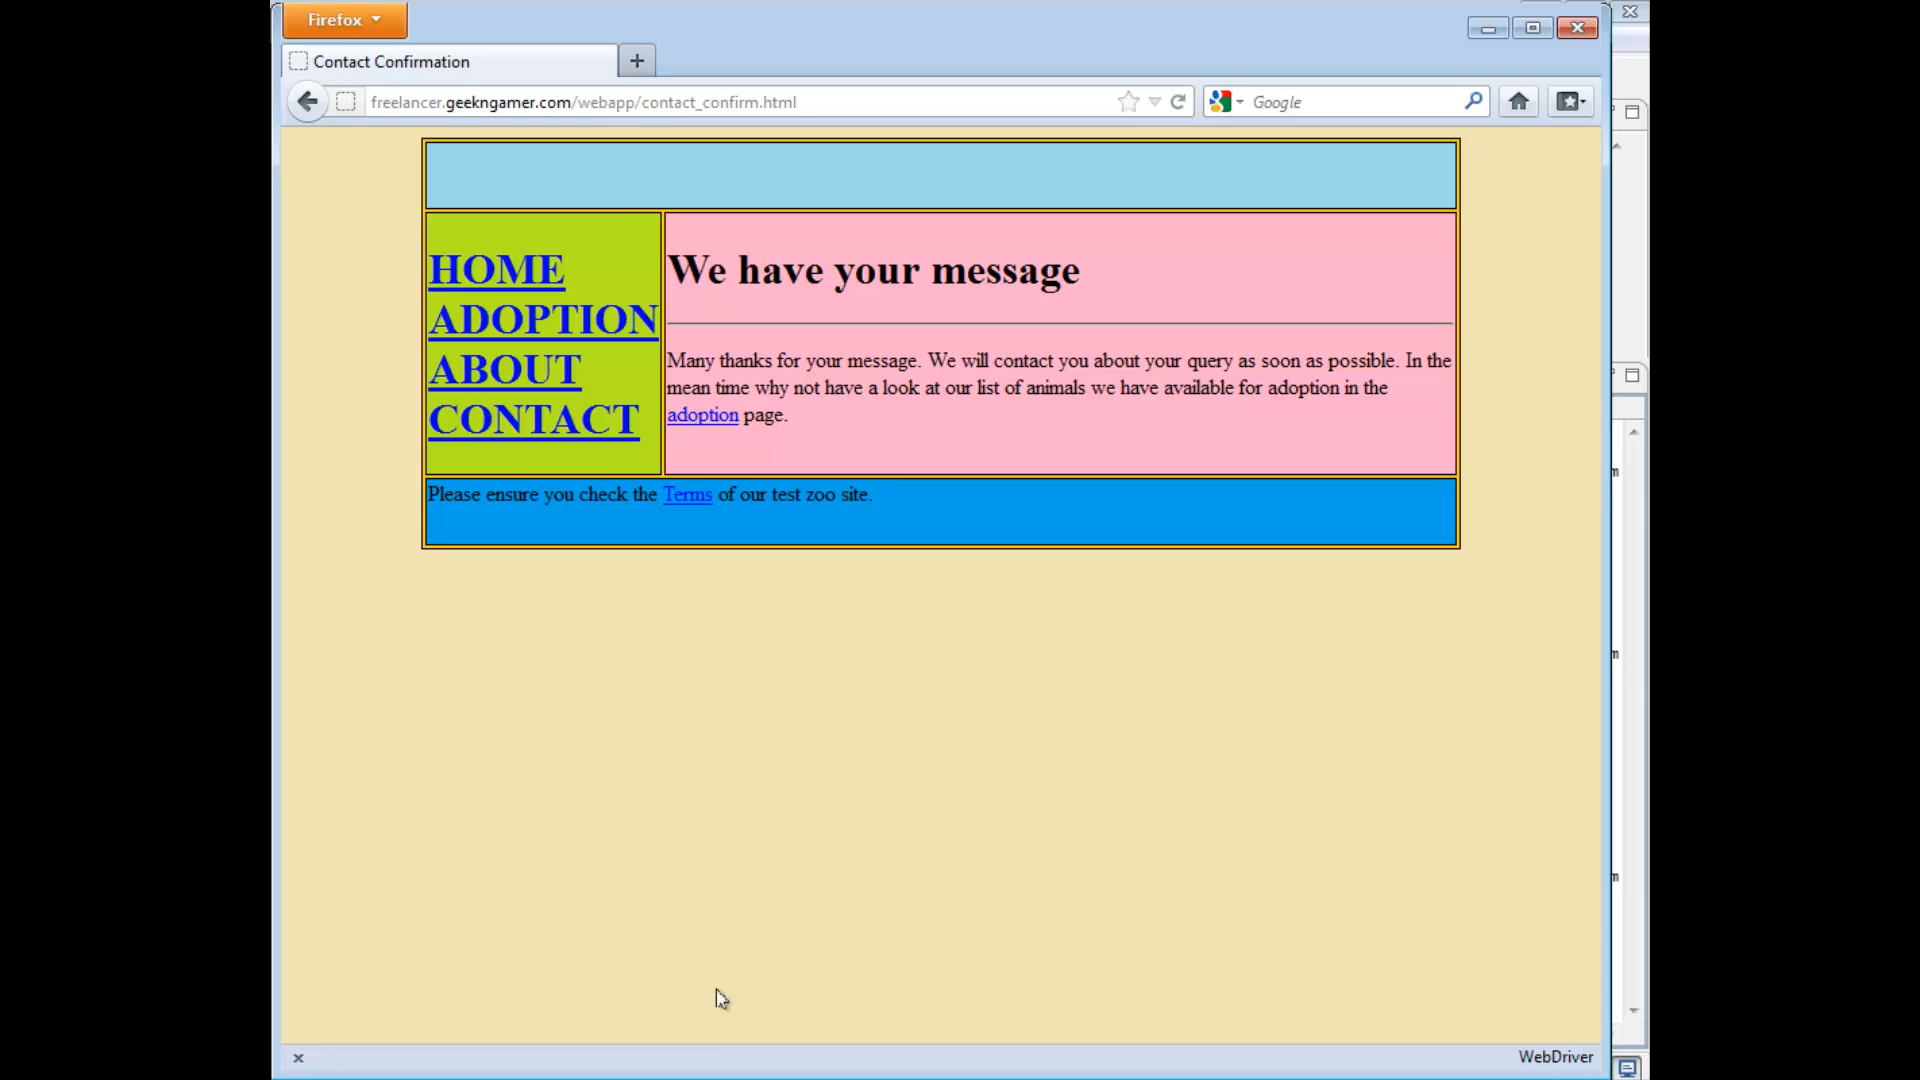 Firefox
Contact Confirmation
freelancer.geekngamer.com/webapp/contact_confirm.html
Google
HOME
ADOPTION
ABOUT
CONTACT
We have your message
Many thanks for your message. We will contact you about your query as soon as possible. In the
mean time why not have a look at our list of animals we have available for adoption in the
adoption page.
Please ensure you check the Terms of our test zoo site.
WebDriver